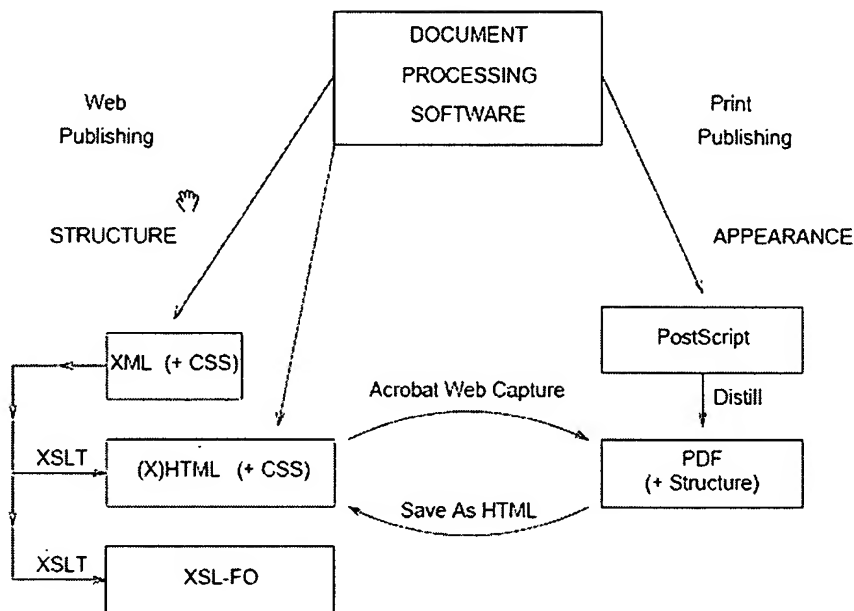 DOCUMENT
PROCESSING
SOFTWARE
Web
Publishing
Print
Publishing
STRUCTURE
APPEARANCE
XML (+ CSS)
PostScript
Acrobat Web Capture
Distill
XSLT
(X)HTML (+ CSS)
PDF
(+ Structure)
Save As HTML
XSLT
XSL-FO